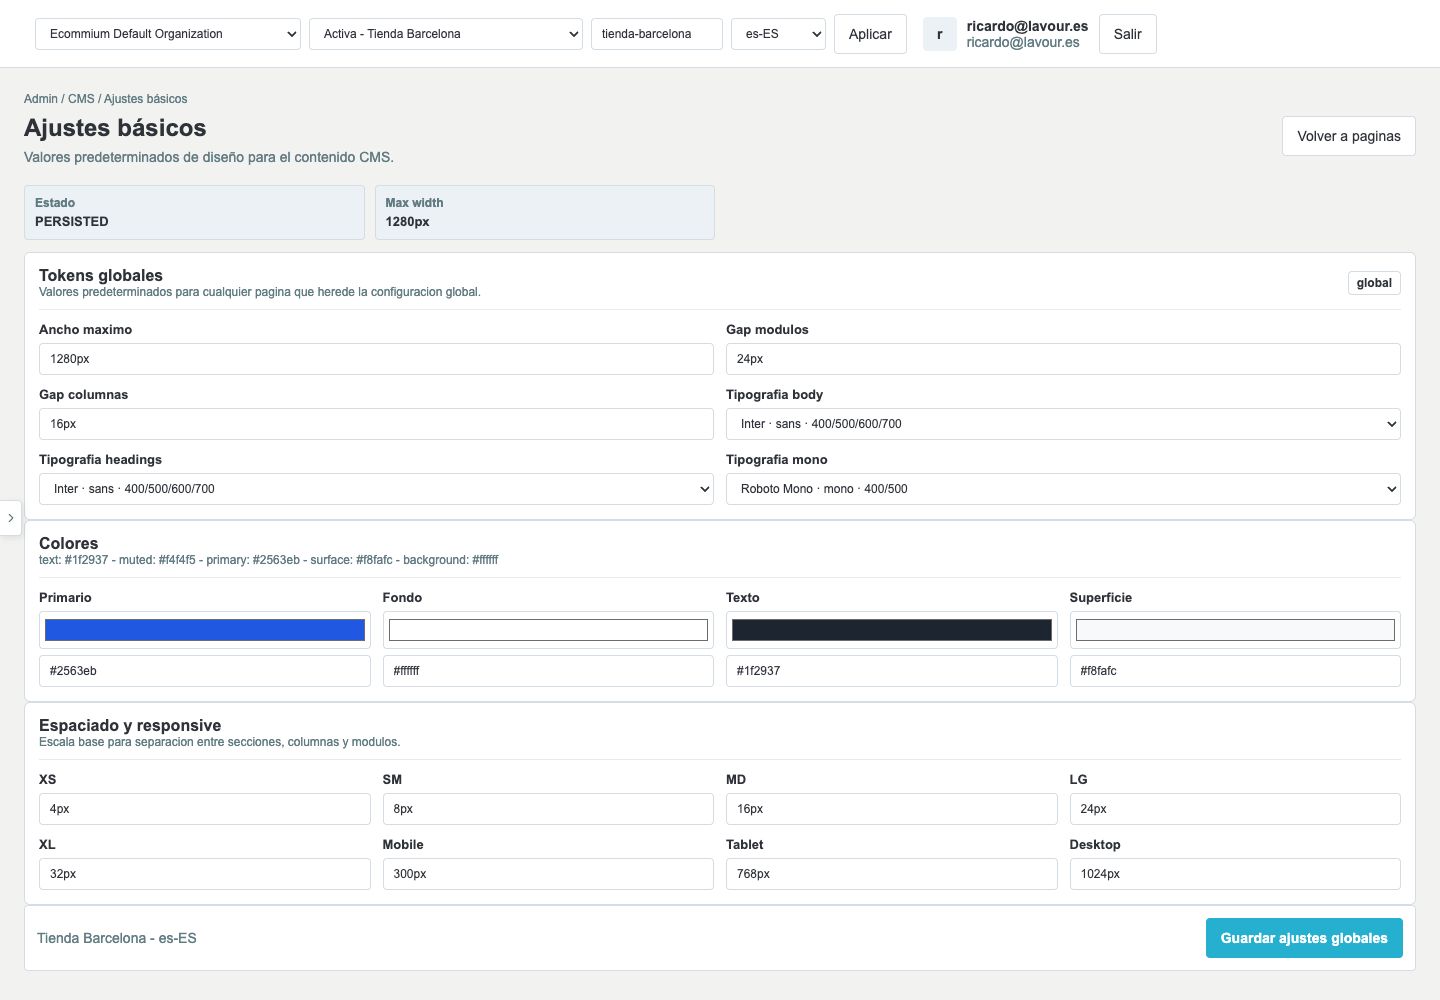 Ecommium Default Organization
Activa - Tienda Barcelona
tienda-barcelona
es-ES
Aplicar
r
ricardo@lavour.es
ricardo@lavour.es
Salir
Admin / CMS / Ajustes básicos
Ajustes básicos
Valores predeterminados de diseño para el contenido CMS.
Volver a paginas
Estado
PERSISTED
Max width
1280px
Tokens globales
Valores predeterminados para cualquier pagina que herede la configuracion global.
global
Ancho maximo
1280px
Gap modulos
24px
Gap columnas
16px
Tipografia body
Inter · sans · 400/500/600/700
Tipografia headings
Inter · sans · 400/500/600/700
Tipografia mono
Roboto Mono · mono · 400/500
Colores
text: #1f2937 - muted: #f4f4f5 - primary: #2563eb - surface: #f8fafc - background: #ffffff
Primario
#2563eb
Fondo
#ffffff
Texto
#1f2937
Superficie
#f8fafc
Espaciado y responsive
Escala base para separacion entre secciones, columnas y modulos.
XS
4px
SM
8px
MD
16px
LG
24px
XL
32px
Mobile
300px
Tablet
768px
Desktop
1024px
Tienda Barcelona - es-ES
Guardar ajustes globales